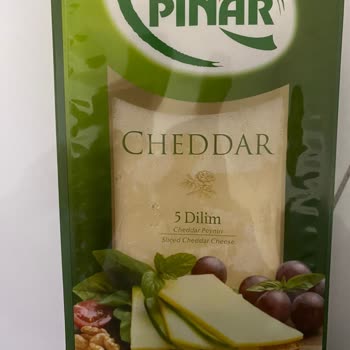 PINAR
CHEDDAR
5 Dilim
Cheddar Peyniri
Sliced Cheddar Cheese